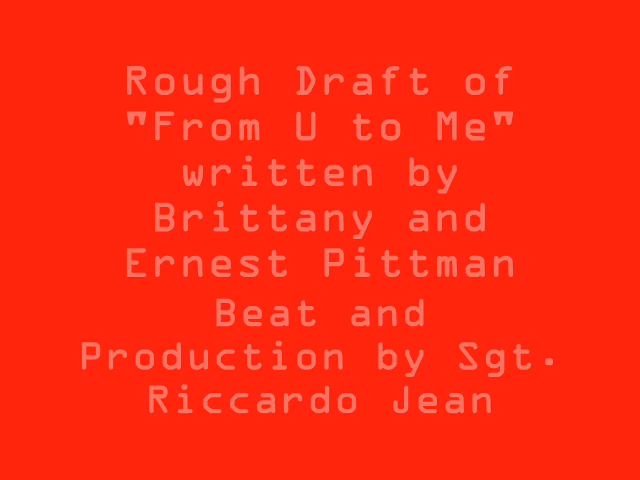 Rough Draft of
"From U to Me"
written by
Brittany and
Ernest Pittman
Beat and
Production by Sgt.
Riccardo Jean